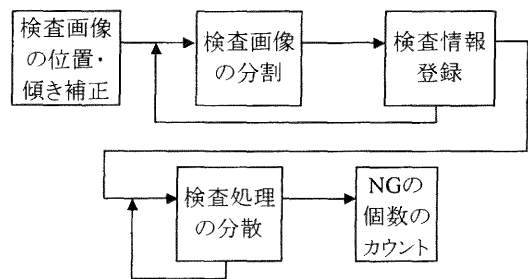 検査画像
の位置・
傾き補正
検査画像
の分割
検査情報
登録
検査処理
の分散
NGの
個数の
カウント